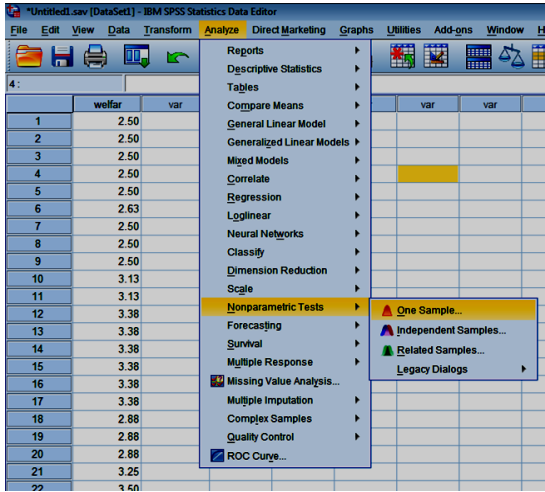 *Untitled1.sav [DataSet1] - IBM SPSS Statistics Data Editor
File Edit View Data Transform Analyze Direct Marketing Graphs Utilities Add-ons Window H
4 :
welfar var var var
1 2.50
2 2.50
3 2.50
4 2.50
5 2.50
6 2.63
7 2.50
8 2.50
9 2.50
10 3.13
11 3.13
12 3.38
13 3.38
14 3.38
15 3.38
16 3.38
17 3.38
18 2.88
19 2.88
20 2.88
21 3.25
22 3.50
Reports
Descriptive Statistics
Tables
Compare Means
General Linear Model
Generalized Linear Models
Mixed Models
Correlate
Regression
Loglinear
Neural Networks
Classify
Dimension Reduction
Scale
Nonparametric Tests
Forecasting
Survival
Multiple Response
Missing Value Analysis...
Multiple Imputation
Complex Samples
Quality Control
ROC Curve...
One Sample...
Independent Samples...
Related Samples...
Legacy Dialogs